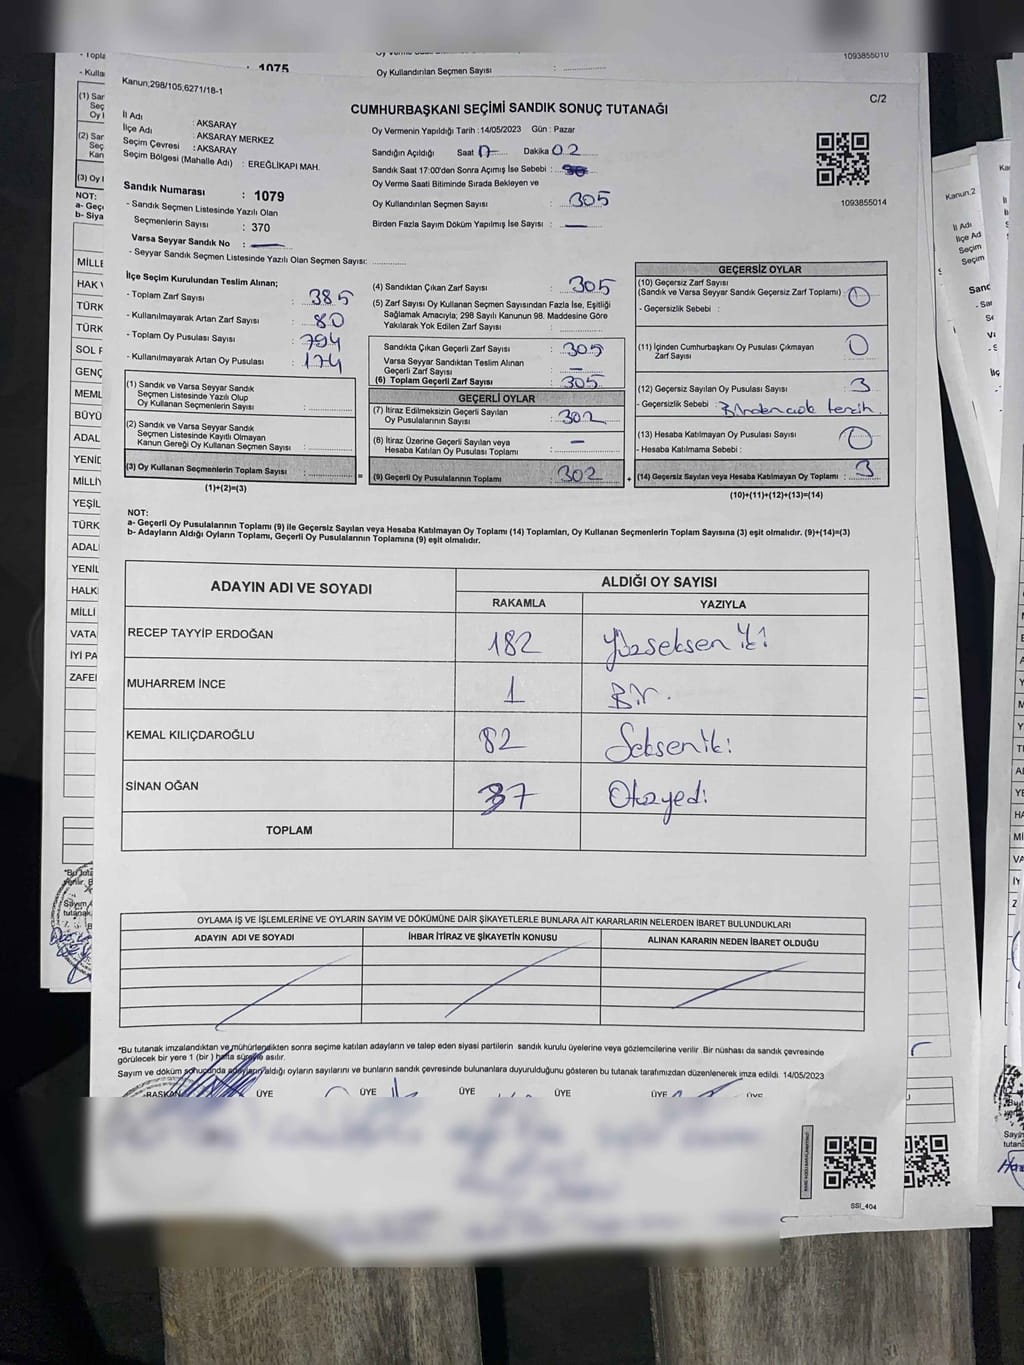 Oy Kullandırılan Seçmen Sayısı : ..............
1093855010
1075
Kanun,298/105,6271/18-1
C/2
CUMHURBAŞKANI SEÇİMİ SANDIK SONUÇ TUTANAĞI
İl Adı : AKSARAY
İlçe Adı : AKSARAY MERKEZ
Seçim Çevresi : AKSARAY
Seçim Bölgesi (Mahalle Adı) : EREĞLİKAPI MAH.
Oy Vermenin Yapıldığı Tarih :14/05/2023 Gün : Pazar
Sandığın Açıldığı Saat 17 Dakika 02
Sandık Saat 17:00'den Sonra Açımış İse Sebebi :
Oy Verme Saati Bitiminde Sırada Bekleyen ve
Oy Kullandırılan Seçmen Sayısı : 305
Birden Fazla Sayım Döküm Yapılmış İse Sayısı : —
1093855014
Sandık Numarası : 1079
- Sandık Seçmen Listesinde Yazılı Olan
Seçmenlerin Sayısı : 370
Varsa Seyyar Sandık No : —
- Seyyar Sandık Seçmen Listesinde Yazılı Olan Seçmen Sayısı: ..............
İlçe Seçim Kurulundan Teslim Alınan;
- Toplam Zarf Sayısı : 385
- Kullanılmayarak Artan Zarf Sayısı : 80
- Toplam Oy Pusulası Sayısı : 794
- Kullanılmayarak Artan Oy Pusulası : 174
(1) Sandık ve Varsa Seyyar Sandık
Seçmen Listesinde Yazılı Olup
Oy Kullanan Seçmenlerin Sayısı : ..............
(2) Sandık ve Varsa Seyyar Sandık
Seçmen Listesinde Kayıtlı Olmayan
Kanun Gereği Oy Kullanan Seçmen Sayısı : ..............
(3) Oy Kullanan Seçmenlerin Toplam Sayısı : ..............
(1)+(2)=(3)
(4) Sandıktan Çıkan Zarf Sayısı : 305
(5) Zarf Sayısı Oy Kullanan Seçmen Sayısından Fazla İse, Eşitliği
Sağlamak Amacıyla; 298 Sayılı Kanunun 98. Maddesine Göre
Yakılarak Yok Edilen Zarf Sayısı : ..............
Sandıkta Çıkan Geçerli Zarf Sayısı : 305
Varsa Seyyar Sandıktan Teslim Alınan
Geçerli Zarf Sayısı : —
(6) Toplam Geçerli Zarf Sayısı : 305
GEÇERLİ OYLAR
(7) İtiraz Edilmeksizin Geçerli Sayılan
Oy Pusulalarının Sayısı : 302
(8) İtiraz Üzerine Geçerli Sayılan veya
Hesaba Katılan Oy Pusulası Toplamı : —
(9) Geçerli Oy Pusulalarının Toplamı : 302
GEÇERSİZ OYLAR
(10) Geçersiz Zarf Sayısı
(Sandık ve Varsa Seyyar Sandık Geçersiz Zarf Toplamı) : 0
- Geçersizlik Sebebi :
(11) İçinden Cumhurbaşkanı Oy Pusulası Çıkmayan : 0
Zarf Sayısı
(12) Geçersiz Sayılan Oy Pusulası Sayısı : 3
- Geçersizlik Sebebi : Birden cok tercih.
(13) Hesaba Katılmayan Oy Pusulası Sayısı : 0
- Hesaba Katılmama Sebebi :
(14) Geçersiz Sayılan veya Hesaba Katılmayan Oy Toplamı : 3
(10)+(11)+(12)+(13)=(14)
NOT:
a- Geçerli Oy Pusulalarının Toplamı (9) ile Geçersiz Sayılan veya Hesaba Katılmayan Oy Toplamı (14) Toplamları, Oy Kullanan Seçmenlerin Toplam Sayısına (3) eşit olmalıdır. (9)+(14)=(3)
b- Adayların Aldığı Oyların Toplamı, Geçerli Oy Pusulalarının Toplamına (9) eşit olmalıdır.
ADAYIN ADI VE SOYADI
ALDIĞI OY SAYISI
RAKAMLA YAZIYLA
RECEP TAYYİP ERDOĞAN 182 Yüzseksen iki
MUHARREM İNCE 1 Bir.
KEMAL KILIÇDAROĞLU 82 Seksen iki
SİNAN OĞAN 37 Otuzyedi
TOPLAM
OYLAMA İŞ VE İŞLEMLERİNE VE OYLARIN SAYIM VE DÖKÜMÜNE DAİR ŞİKAYETLERLE BUNLARA AİT KARARLARIN NELERDEN İBARET BULUNDUKLARI
ADAYIN ADI VE SOYADI İHBAR İTİRAZ VE ŞİKAYETİN KONUSU ALINAN KARARIN NEDEN İBARET OLDUĞU
*Bu tutanak imzalandıktan ve mühürlendikten sonra seçime katılan adayların ve talep eden siyasi partilerin sandık kurulu üyelerine veya gözlemcilerine verilir .Bir nüshası da sandık çevresinde
görülecek bir yere 1 (bir ) hafta süreyle asılır.
Sayım ve döküm sonucunda adayların aldığı oyların sayılarını ve bunların sandık çevresinde bulunanlara duyurulduğunu gösteren bu tutanak tarafımızdan düzenlenerek imza edildi. 14/05/2023
BAŞKAN ÜYE ÜYE ÜYE ÜYE ÜYE ÜYE
SSI_404